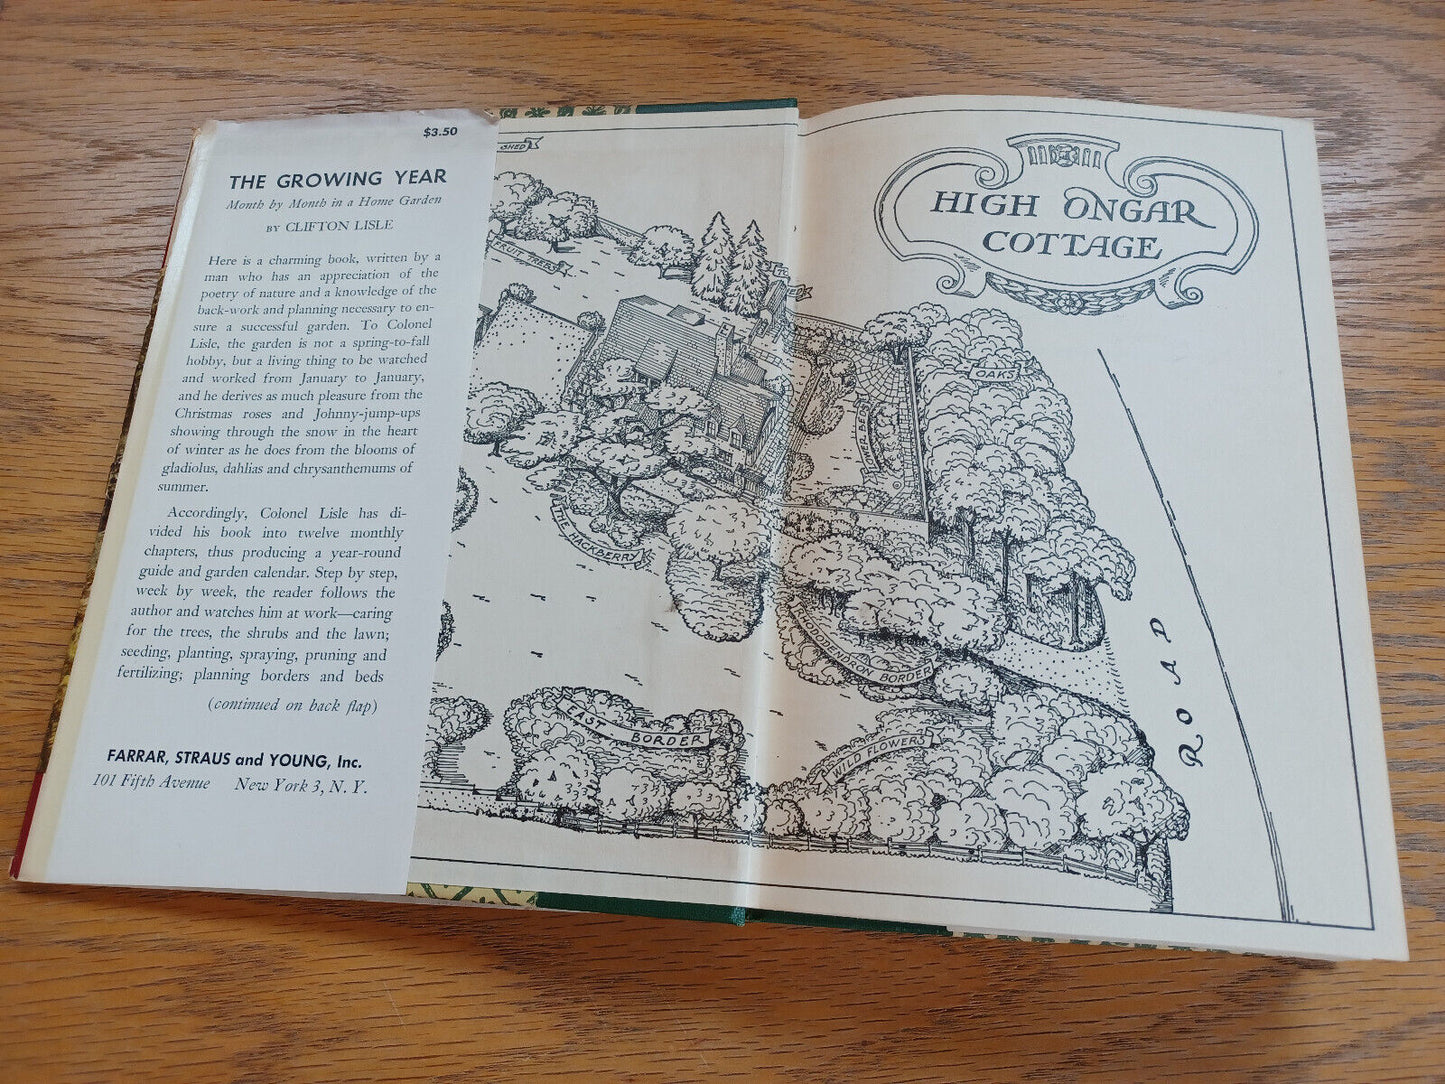 $3.50
THE GROWING YEAR
Month by Month in a Home Garden
BY CLIFTON LISLE
Here is a charming book, written by a
man who has an appreciation of the
poetry of nature and a knowledge of the
back-work and planning necessary to en-
sure a successful garden. To Colonel
Lisle, the garden is not a spring-to-fall
hobby, but a living thing to be watched
and worked from January to January,
and he derives as much pleasure from the
Christmas roses and Johnny-jump-ups
showing through the snow in the heart
of winter as he does from the blooms of
gladiolus, dahlias and chrysanthemums of
summer.
Accordingly, Colonel Lisle has di-
vided his book into twelve monthly
chapters, thus producing a year-round
guide and garden calendar. Step by step,
week by week, the reader follows the
author and watches him at work—caring
for the trees, the shrubs and the lawn;
seeding, planting, spraying, pruning and
fertilizing; planning borders and beds
(continued on back flap)
FARRAR, STRAUS and YOUNG, Inc.
101 Fifth Avenue New York 3, N. Y.
SHED
FRUIT TREES
TO
HIGH ONGAR
COTTAGE
OAKS
THE HACKBERRY
RHODODENDRON BORDER
EAST BORDER
WILD FLOWERS
ROAD